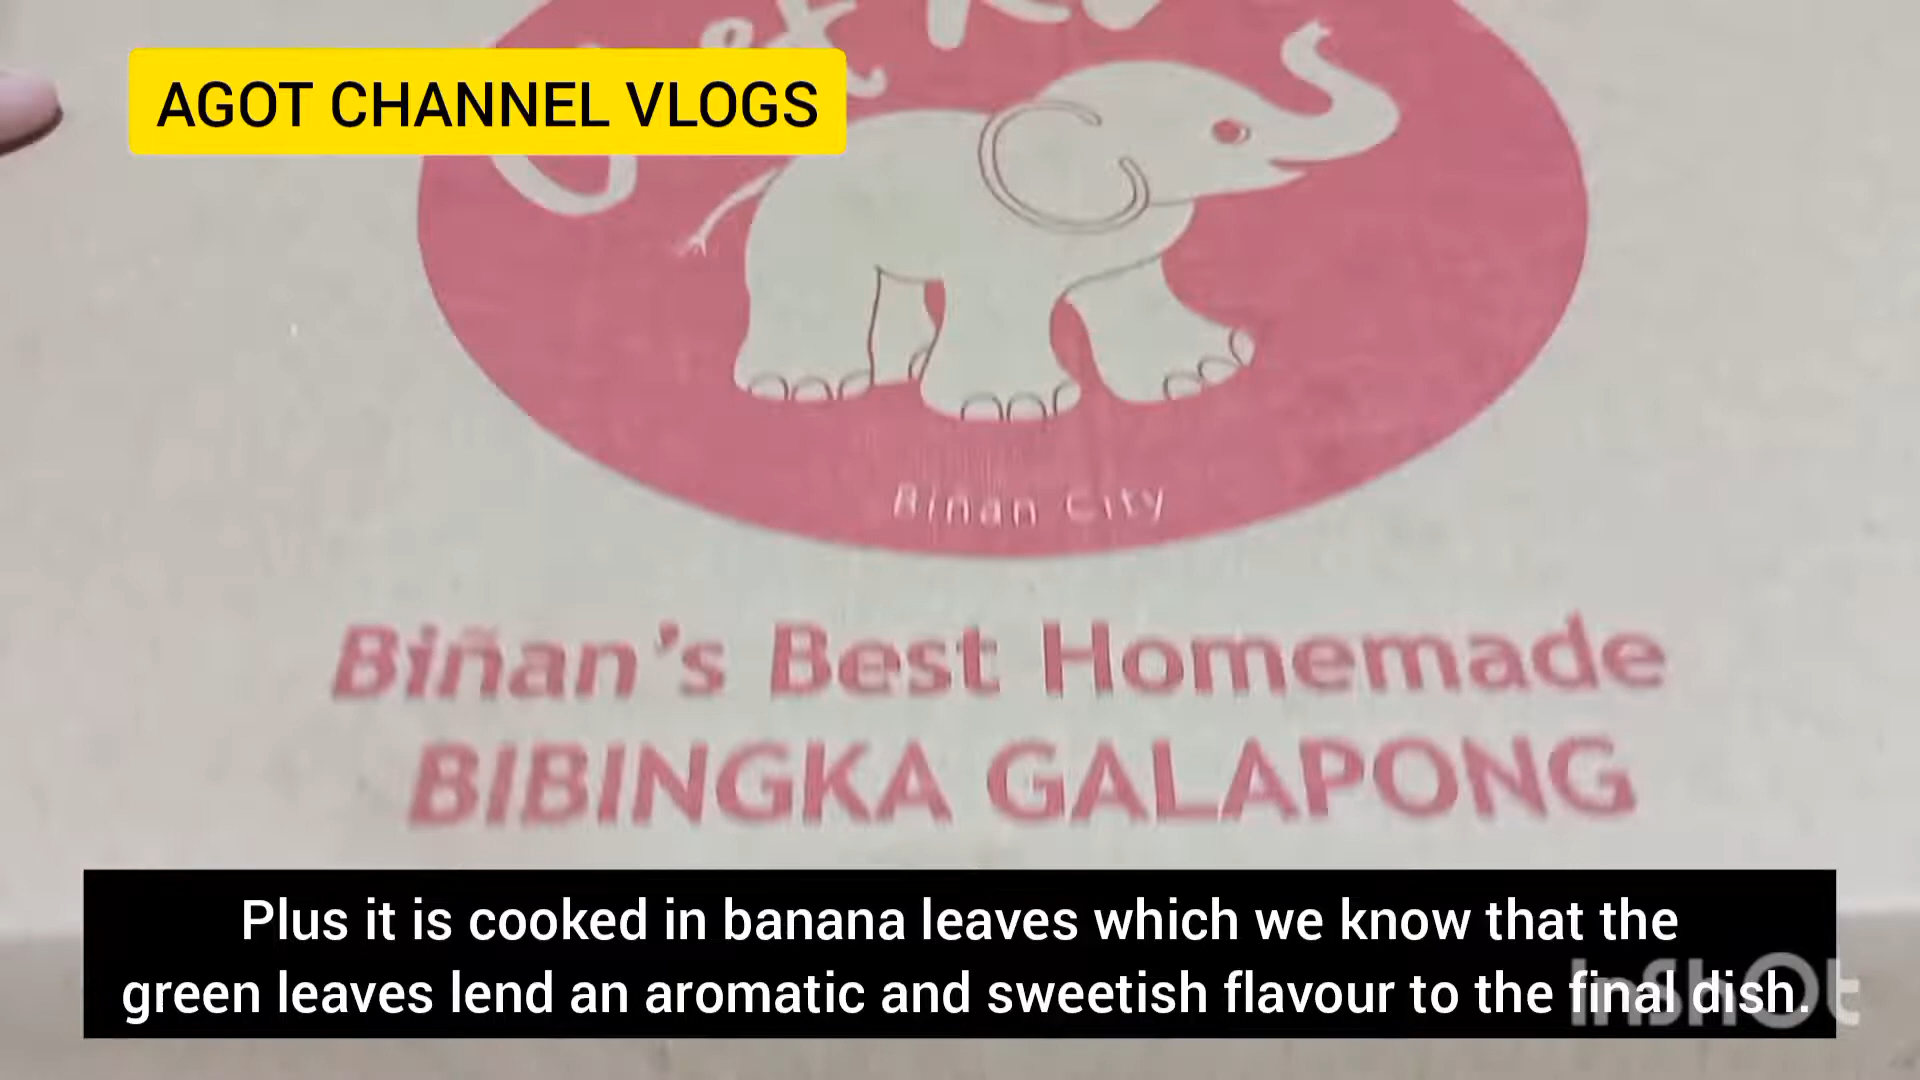 AGOT CHANNEL VLOGS
Biñan City
Biñan's Best Homemade
BIBINGKA GALAPONG
Plus it is cooked in banana leaves which we know that the
green leaves lend an aromatic and sweetish flavour to the final dish.
InShOt